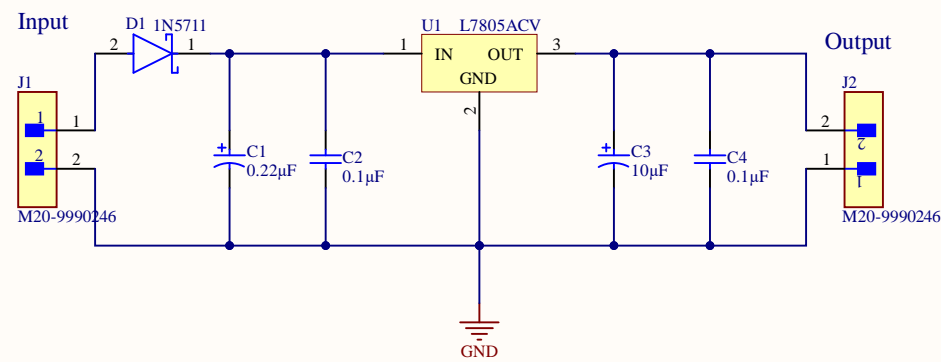 Input
D1 1N5711
2 1
U1 L7805ACV
1 IN OUT 3
GND
2
Output
J1
1 1
2 2
M20-9990246
+ C1
0.22µF
C2
0.1µF
+ C3
10µF
C4
0.1µF
J2
2 2
1 1
M20-9990246
GND